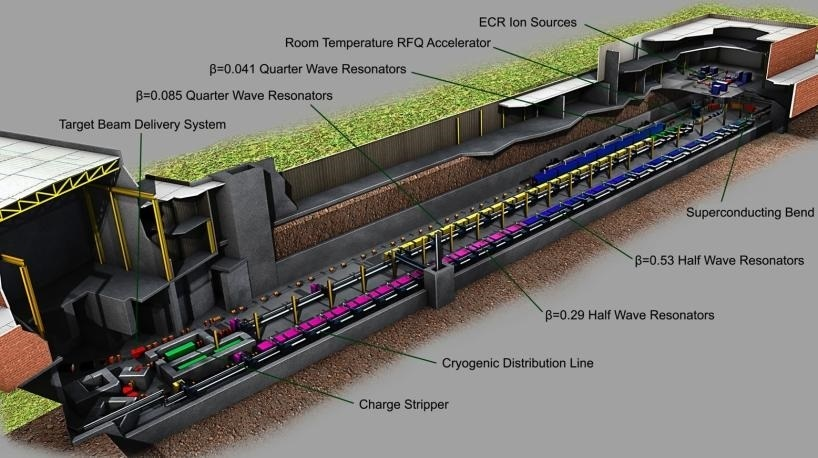 ECR Ion Sources
Room Temperature RFQ Accelerator
β=0.041 Quarter Wave Resonators
β=0.085 Quarter Wave Resonators
Target Beam Delivery System
Superconducting Bend
β=0.53 Half Wave Resonators
β=0.29 Half Wave Resonators
Cryogenic Distribution Line
Charge Stripper